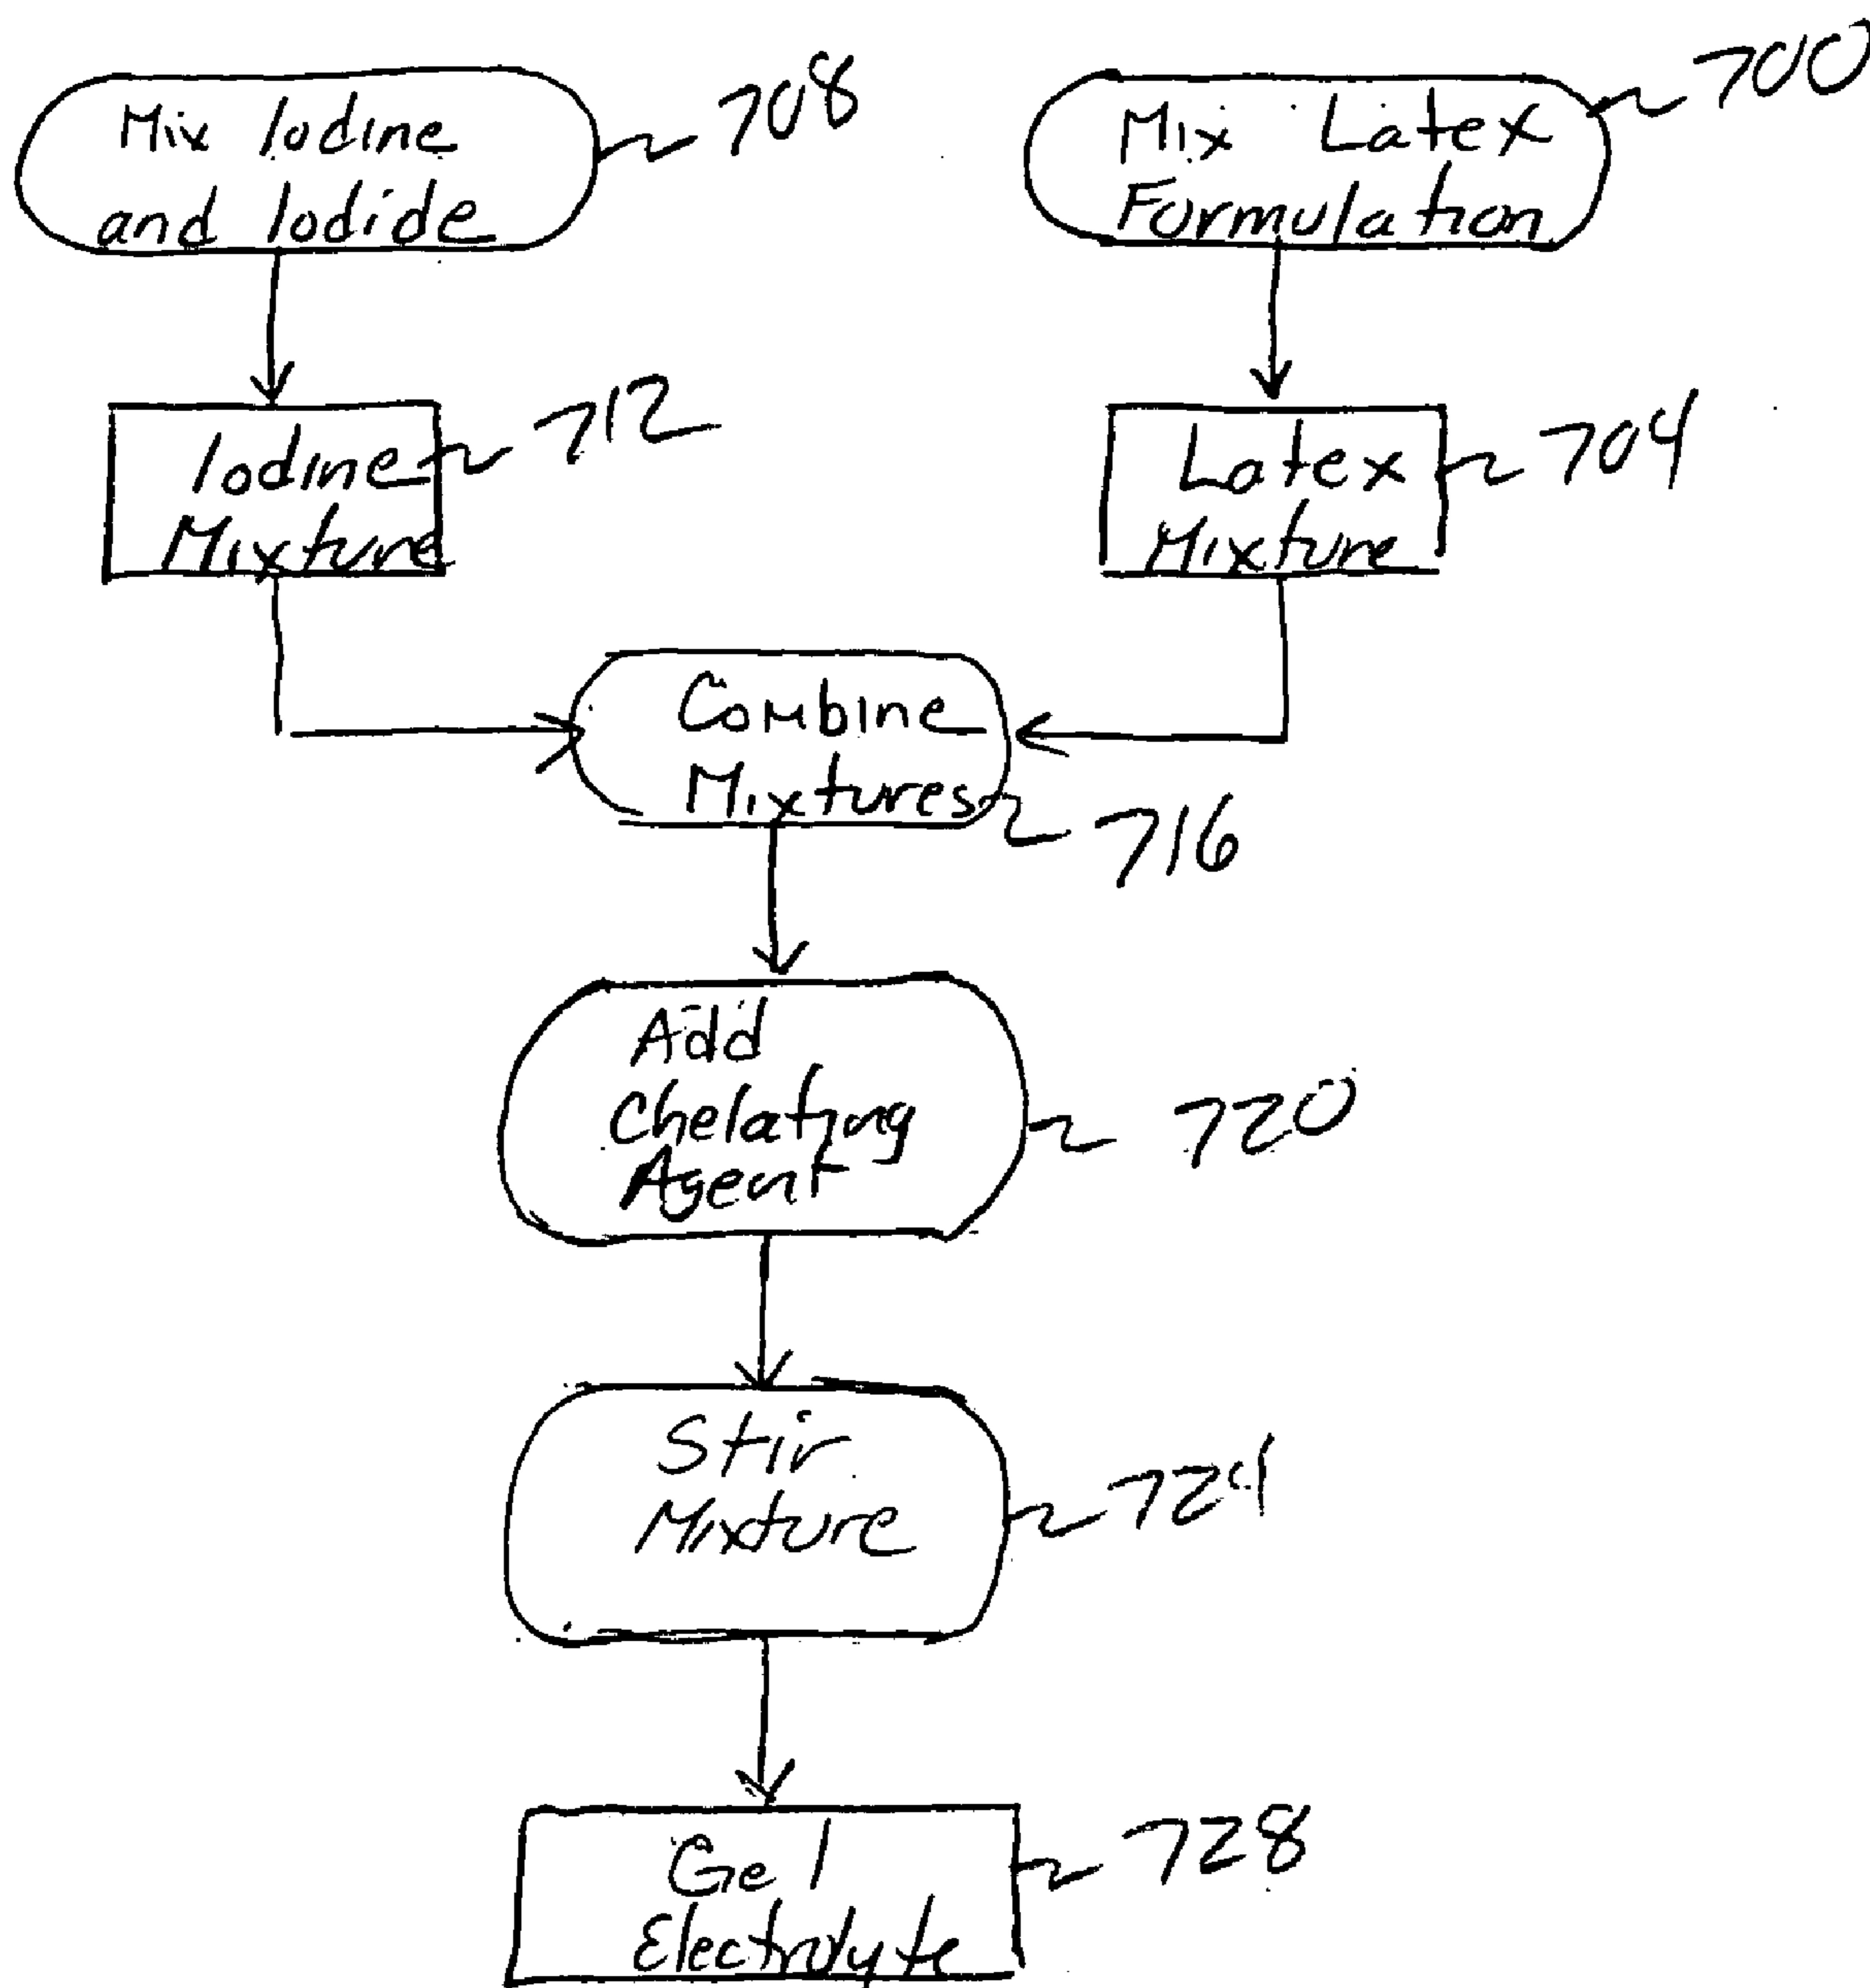 Mix Iodine
and Iodide
708
Mix Latex
Formulation
700
Iodine
Mixture
712
Latex
Mixture
704
Combine
Mixtures
716
Add
Chelating
Agent
720
Stir
Mixture
724
Gel
Electrolyte
728